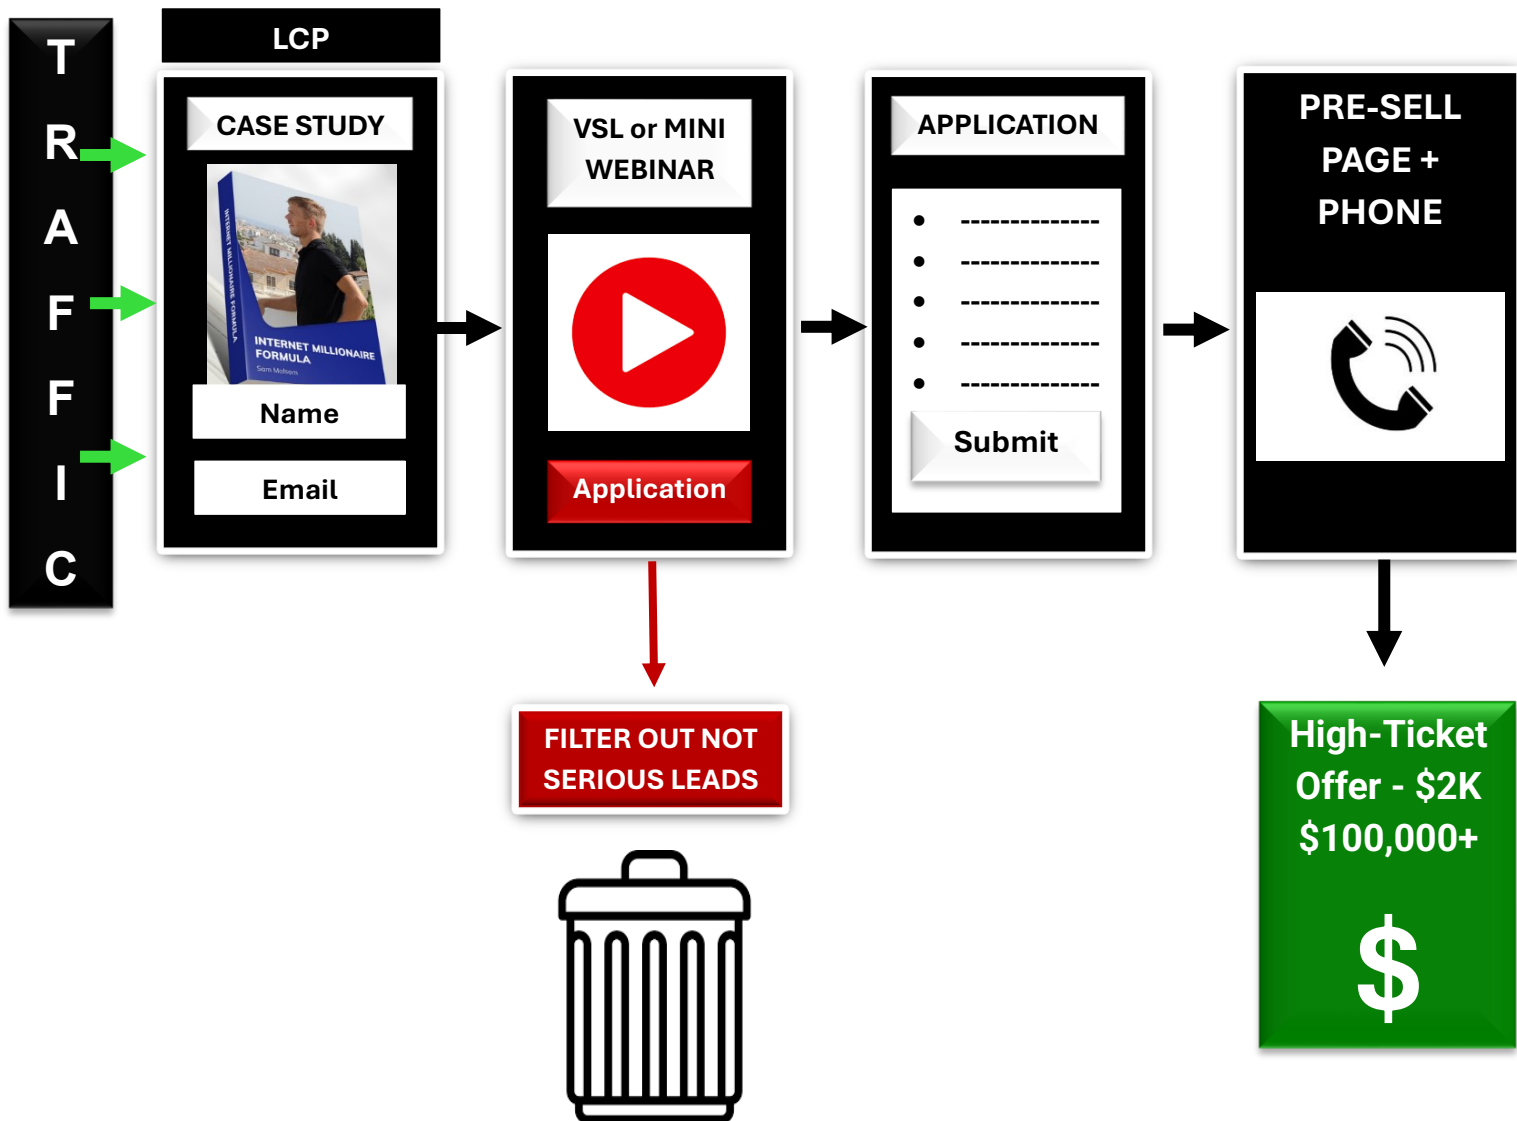 T
R
A
F
F
I
C
LCP
CASE STUDY
INTERNET MILLIONAIRE FORMULA
INTERNET MILLIONAIRE
FORMULA
Name
Email
VSL or MINI
WEBINAR
Application
FILTER OUT NOT
SERIOUS LEADS
APPLICATION
Submit
PRE-SELL
PAGE +
PHONE
High-Ticket
Offer - $2K
$100,000+
$